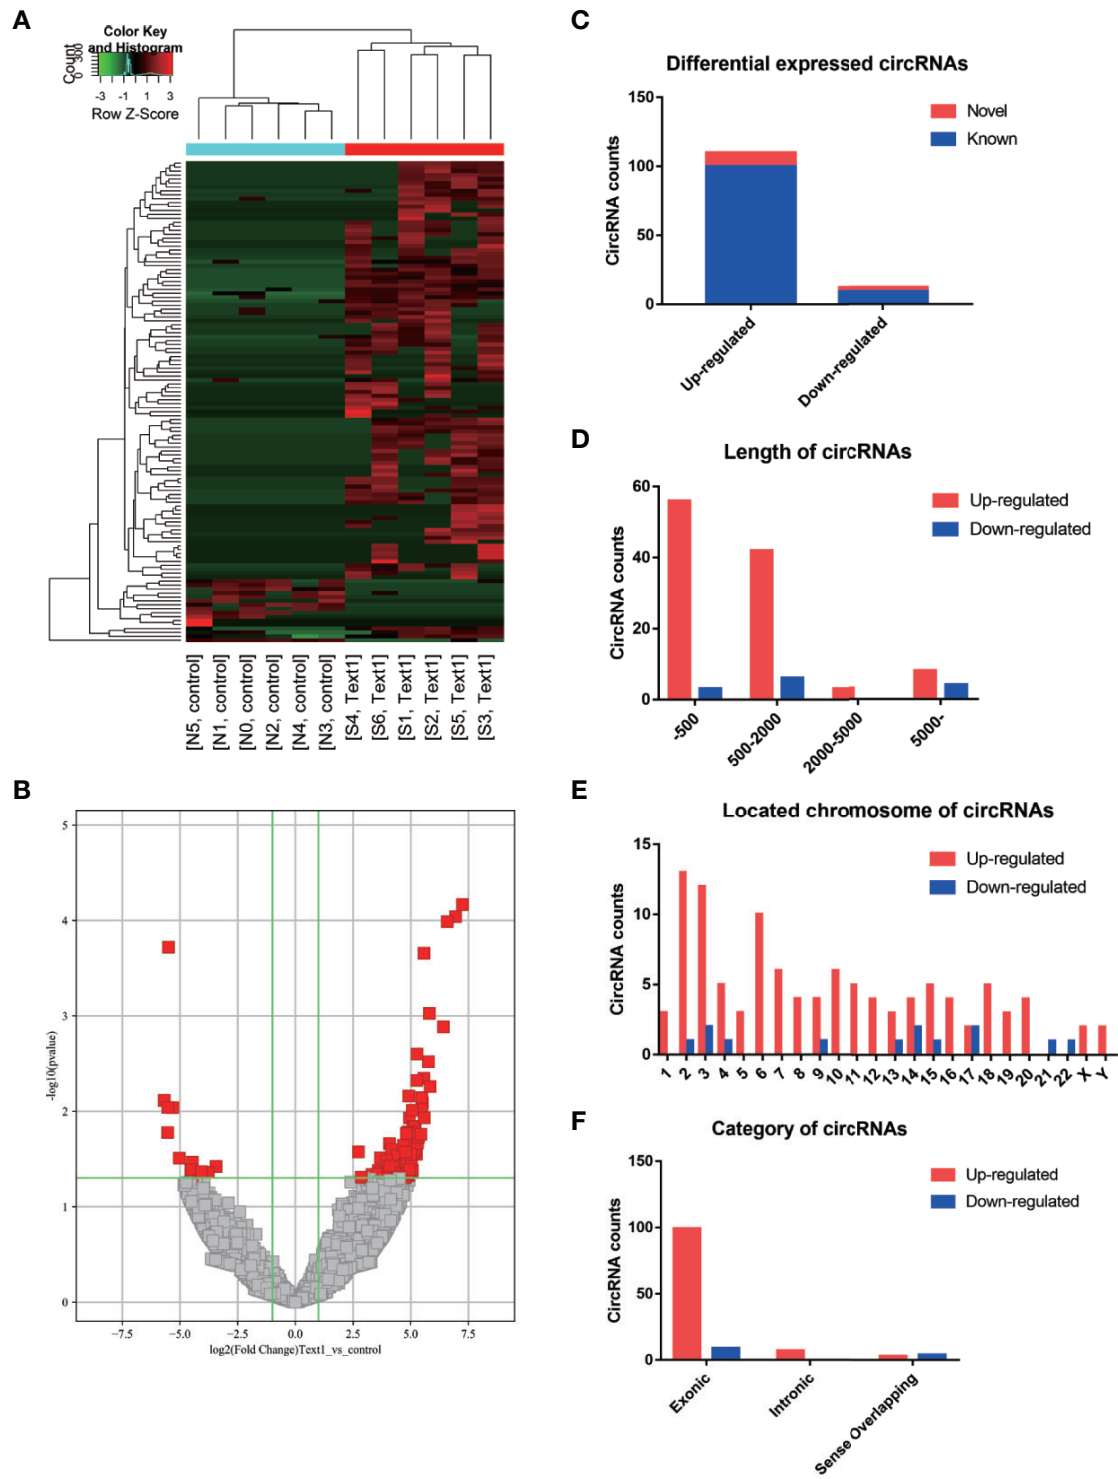 A
Color Key
and Histogram
Count
0 300
-3 -1 1 3
Row Z-Score
[N5, control]
[N1, control]
[N0, control]
[N2, control]
[N4, control]
[N3, control]
[S4, Text1]
[S6, Text1]
[S1, Text1]
[S2, Text1]
[S5, Text1]
[S3, Text1]
B
-log10(pvalue)
5
4
3
2
1
0
−7.5 −5.0 −2.5 0.0 2.5 5.0 7.5
log2(Fold Change)Text1_vs_control
C
Differential expressed circRNAs
CircRNA counts
150
100
50
0
Novel
Known
Up-regulated
Down-regulated
D
Length of circRNAs
CircRNA counts
60
40
20
0
Up-regulated
Down-regulated
-500
500-2000
2000-5000
5000-
E
Located chromosome of circRNAs
CircRNA counts
15
10
5
0
Up-regulated
Down-regulated
1 2 3 4 5 6 7 8 9 10 11 12 13 14 15 16 17 18 19 20 21 22 X Y
F
Category of circRNAs
CircRNA counts
150
100
50
0
Up-regulated
Down-regulated
Exonic
Intronic
Sense Overlapping